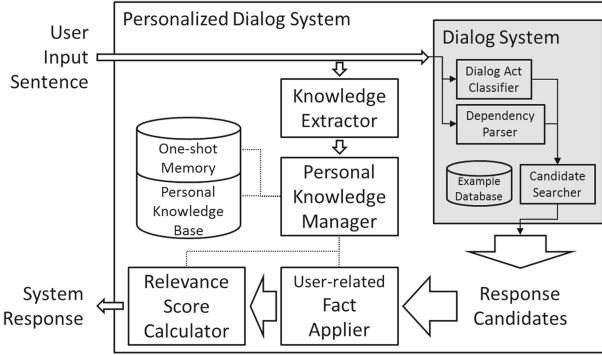 Personalized Dialog System
User
Input
Sentence
Dialog System
Dialog Act
Classifier
Dependency
Parser
Example
Database
Candidate
Searcher
Knowledge
Extractor
One-shot
Memory
Personal
Knowledge
Base
Personal
Knowledge
Manager
System
Response
Relevance
Score
Calculator
User-related
Fact
Applier
Response
Candidates